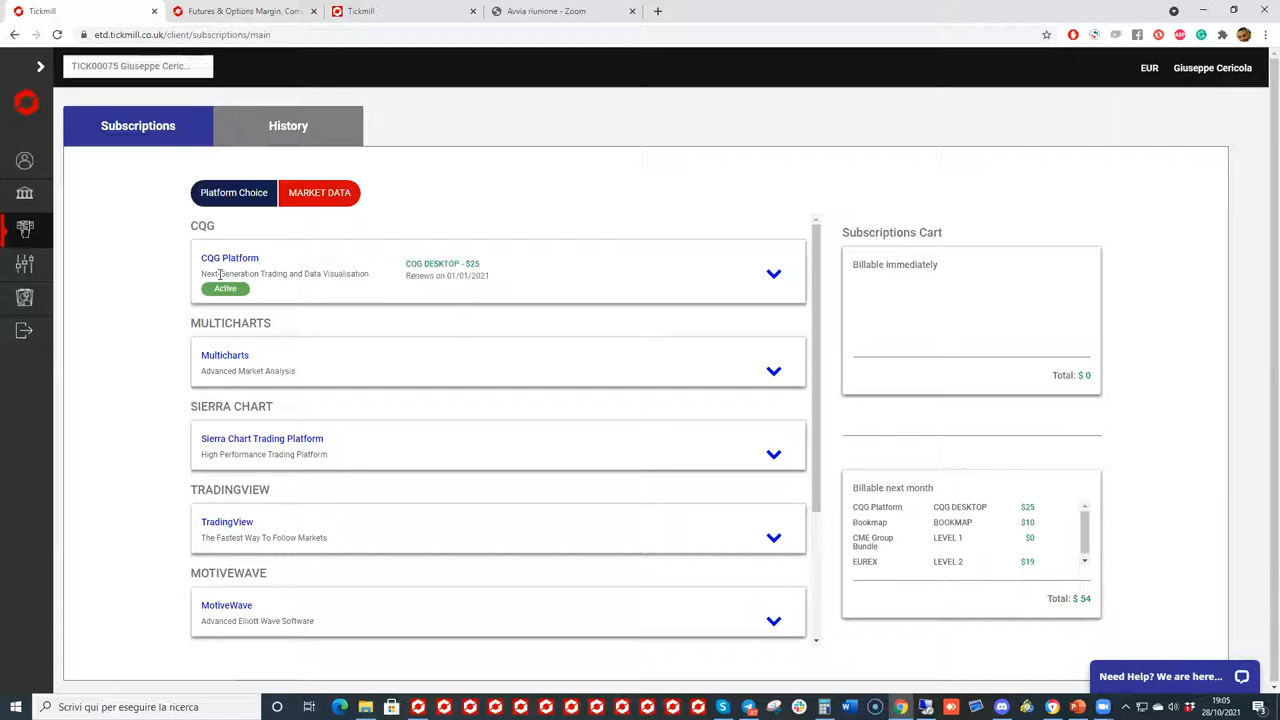 Tickmill
Futures & Options Margin, Com
Tickmill
Avvia riunione - Zoom
etd.tickmill.co.uk/client/subscriptions/main
TICK00075 Giuseppe Ceric...
EUR
Giuseppe Cericola
Subscriptions
History
Platform Choice
MARKET DATA
CQG
CQG Platform
Next-Generation Trading and Data Visualisation
Active
CQG DESKTOP - $25
Renews on 01/01/2021
MULTICHARTS
Multicharts
Advanced Market Analysis
SIERRA CHART
Sierra Chart Trading Platform
High Performance Trading Platform
TRADINGVIEW
TradingView
The Fastest Way To Follow Markets
MOTIVEWAVE
MotiveWave
Advanced Elliott Wave Software
Subscriptions Cart
Billable immediately
Total: $ 0
Billable next month
CQG Platform CQG DESKTOP $25
Bookmap BOOKMAP $10
CME Group Bundle LEVEL 1 $0
EUREX LEVEL 2 $19
Total: $ 54
Need Help? We are here...
Scrivi qui per eseguire la ricerca
19:05
28/10/2021